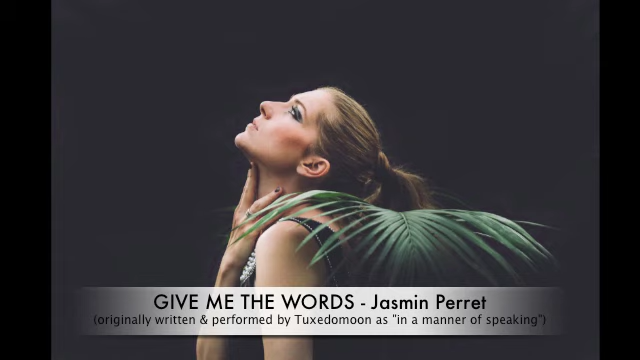 GIVE ME THE WORDS - Jasmin Perret
(originally written & performed by Tuxedomoon as "in a manner of speaking")